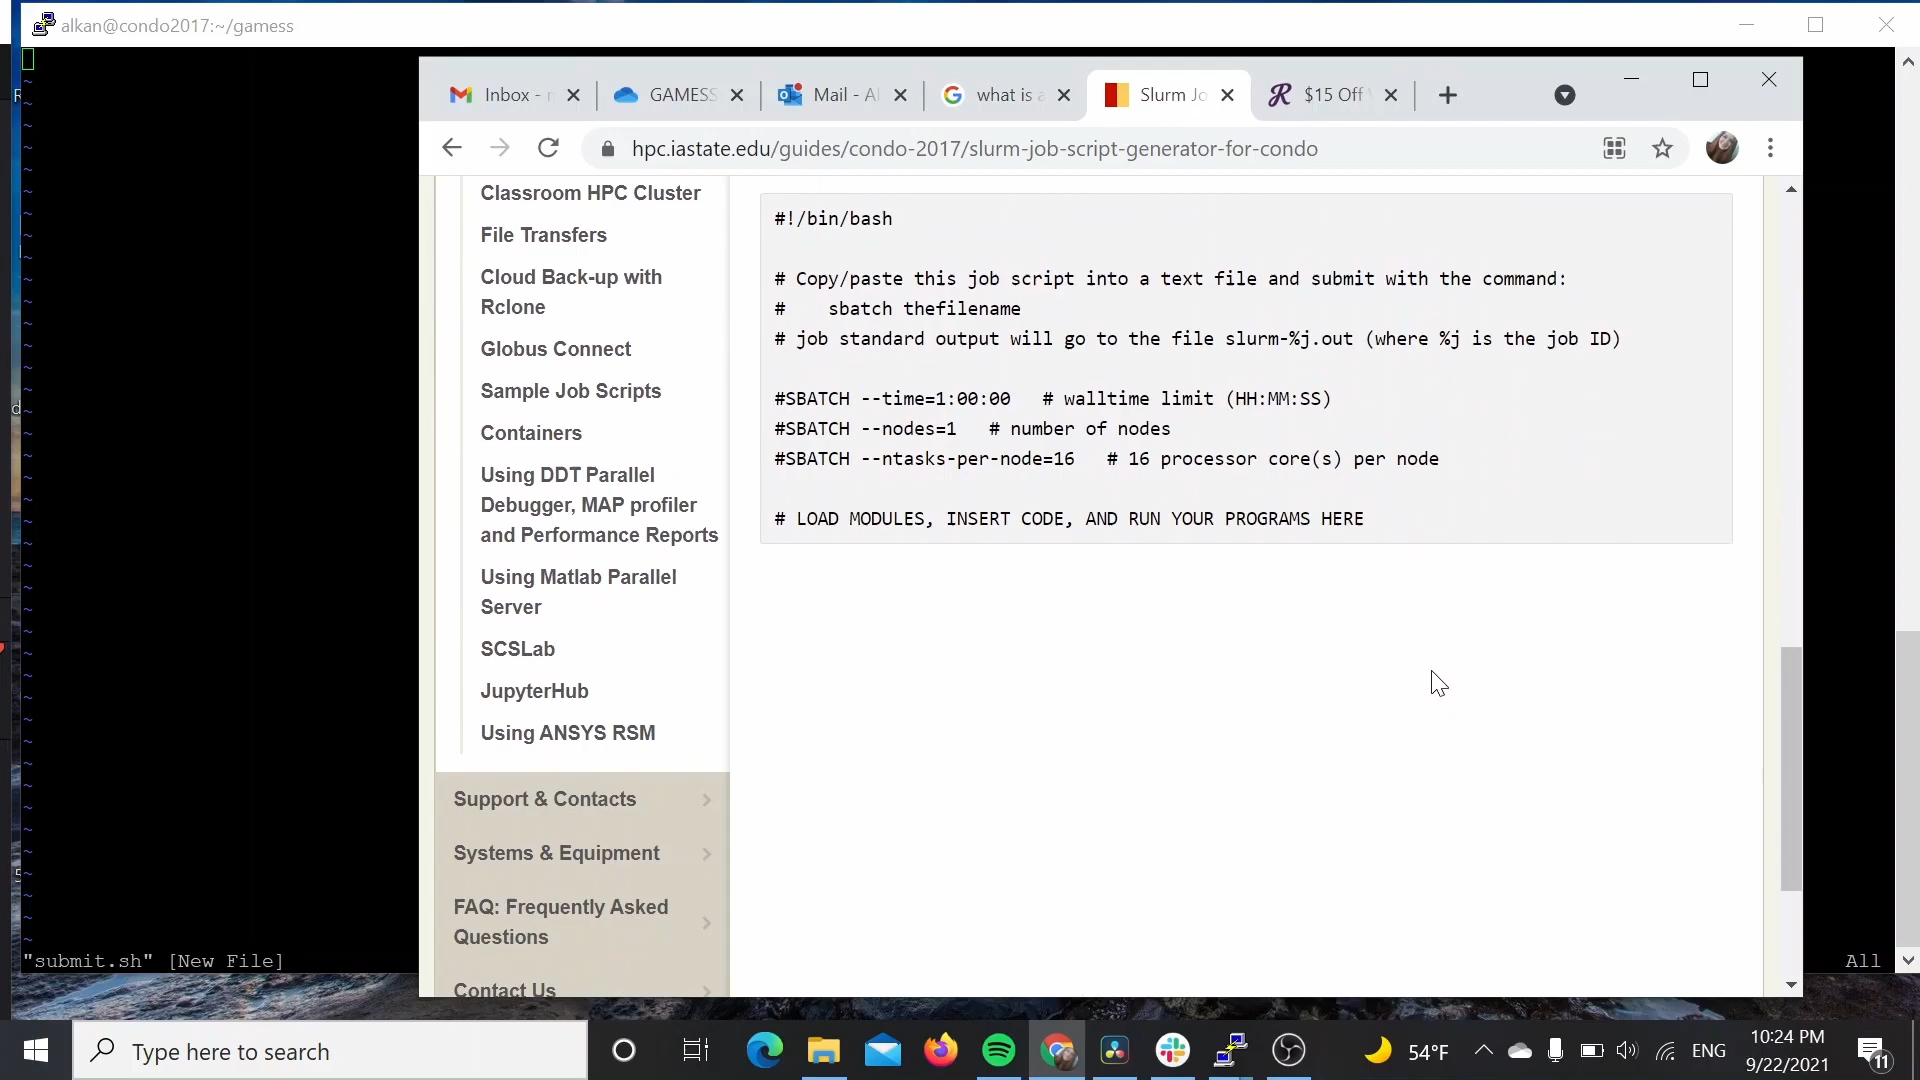 alkan@condo2017:~/gamess
Inbox -
GAMESS
Mail - Al
what is a
Slurm Jo
$15 Off
hpc.iastate.edu/guides/condo-2017/slurm-job-script-generator-for-condo
Classroom HPC Cluster
File Transfers
Cloud Back-up with
Rclone
Globus Connect
Sample Job Scripts
Containers
Using DDT Parallel
Debugger, MAP profiler
and Performance Reports
Using Matlab Parallel
Server
SCSLab
JupyterHub
Using ANSYS RSM
Support & Contacts
Systems & Equipment
FAQ: Frequently Asked
Questions
Contact Us
#!/bin/bash
# Copy/paste this job script into a text file and submit with the command:
#    sbatch thefilename
# job standard output will go to the file slurm-%j.out (where %j is the job ID)
#SBATCH --time=1:00:00   # walltime limit (HH:MM:SS)
#SBATCH --nodes=1   # number of nodes
#SBATCH --ntasks-per-node=16   # 16 processor core(s) per node
# LOAD MODULES, INSERT CODE, AND RUN YOUR PROGRAMS HERE
"submit.sh" [New File]
All
Type here to search
54°F
ENG
10:24 PM
9/22/2021
11